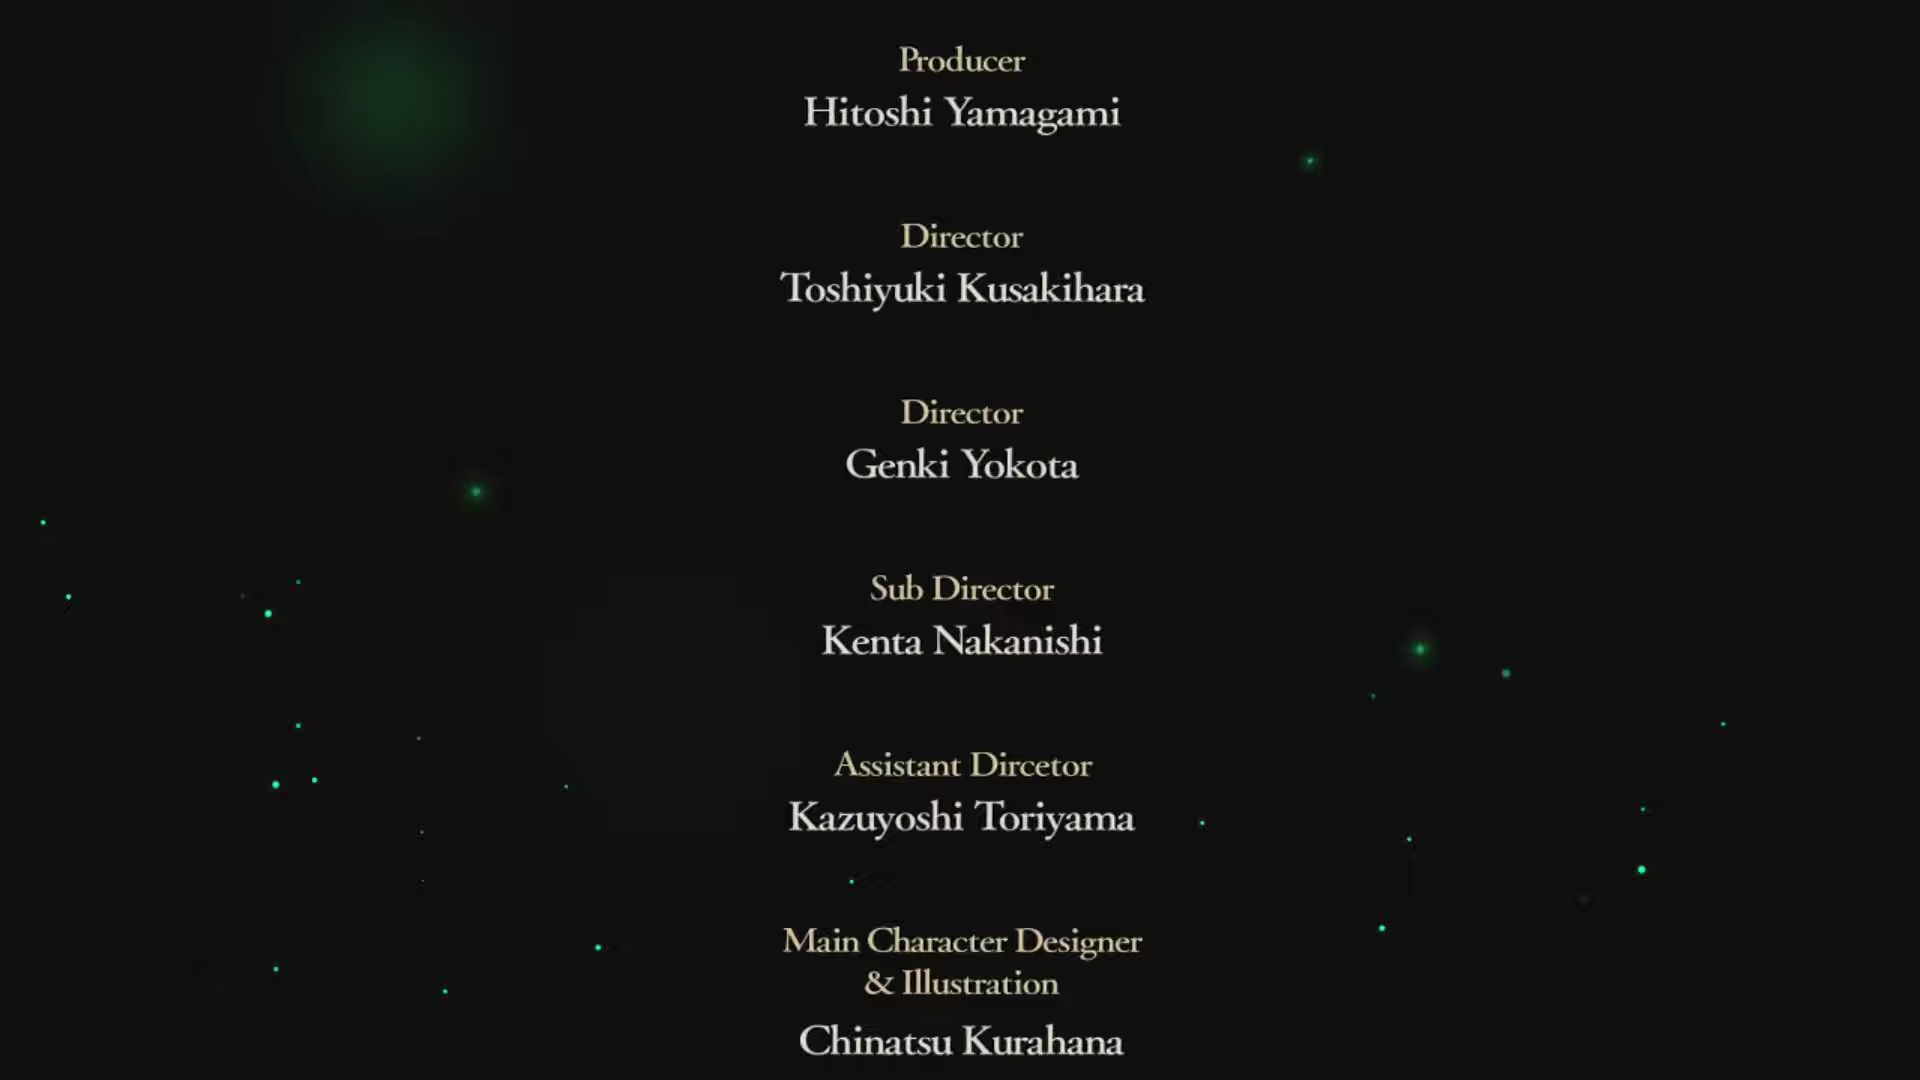 Producer
Hitoshi Yamagami
Director
Toshiyuki Kusakihara
Director
Genki Yokota
Sub Director
Kenta Nakanishi
Assistant Dircetor
Kazuyoshi Toriyama
Main Character Designer
& Illustration
Chinatsu Kurahana